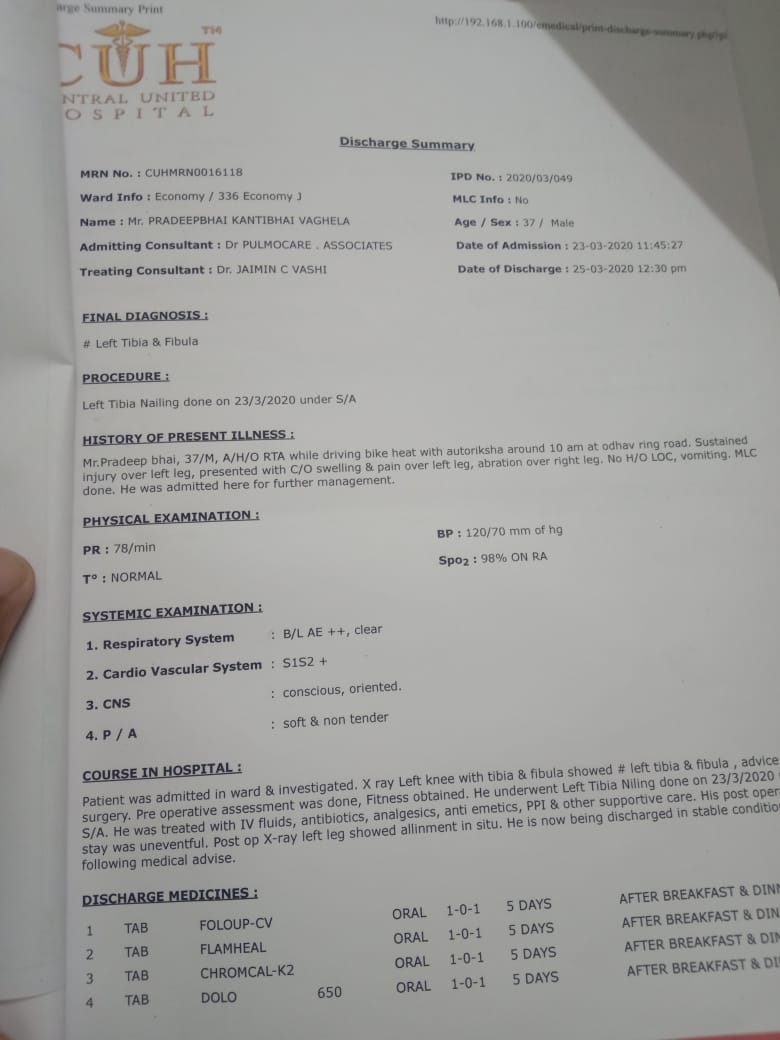 arge Summary Print
http://192.168.1.100/emedical/print-discharge-summary.php?
TM
CUH
NTRAL UNITED
OSPITAL
Discharge Summary
MRN No. : CUHMRN0016118 IPD No. : 2020/03/049
Ward Info : Economy / 336 Economy J MLC Info : No
Name : Mr. PRADEEPBHAI KANTIBHAI VAGHELA Age / Sex : 37 / Male
Admitting Consultant : Dr PULMOCARE . ASSOCIATES Date of Admission : 23-03-2020 11:45:27
Treating Consultant : Dr. JAIMIN C VASHI Date of Discharge : 25-03-2020 12:30 pm
FINAL DIAGNOSIS :
# Left Tibia & Fibula
PROCEDURE :
Left Tibia Nailing done on 23/3/2020 under S/A
HISTORY OF PRESENT ILLNESS :
Mr.Pradeep bhai, 37/M, A/H/O RTA while driving bike heat with autoriksha around 10 am at odhav ring road. Sustained
injury over left leg, presented with C/O swelling & pain over left leg, abration over right leg. No H/O LOC, vomiting. MLC
done. He was admitted here for further management.
PHYSICAL EXAMINATION :
PR : 78/min BP : 120/70 mm of hg
T° : NORMAL Spo2 : 98% ON RA
SYSTEMIC EXAMINATION :
1. Respiratory System : B/L AE ++, clear
2. Cardio Vascular System : S1S2 +
3. CNS : conscious, oriented.
4. P / A : soft & non tender
COURSE IN HOSPITAL :
Patient was admitted in ward & investigated. X ray Left knee with tibia & fibula showed # left tibia & fibula , advice
surgery. Pre operative assessment was done, Fitness obtained. He underwent Left Tibia Niling done on 23/3/2020
S/A. He was treated with IV fluids, antibiotics, analgesics, anti emetics, PPI & other supportive care. His post oper
stay was uneventful. Post op X-ray left leg showed allinment in situ. He is now being discharged in stable conditio
following medical advise.
DISCHARGE MEDICINES :
1 TAB FOLOUP-CV ORAL 1-0-1 5 DAYS AFTER BREAKFAST & DINN
2 TAB FLAMHEAL ORAL 1-0-1 5 DAYS AFTER BREAKFAST & DIN
3 TAB CHROMCAL-K2 ORAL 1-0-1 5 DAYS AFTER BREAKFAST & DIN
4 TAB DOLO 650 ORAL 1-0-1 5 DAYS AFTER BREAKFAST & DI